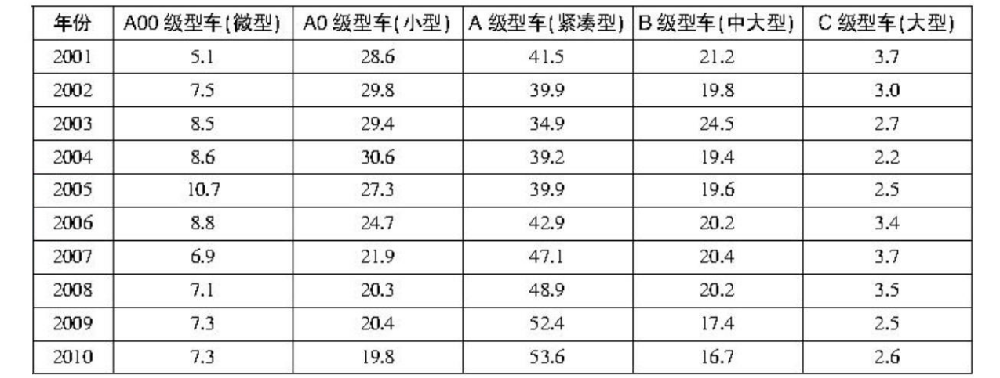 年份 A00 级型车(微型) A0 级型车(小型) A 级型车(紧凑型) B 级型车(中大型) C 级型车(大型)
2001 5.1 28.6 41.5 21.2 3.7
2002 7.5 29.8 39.9 19.8 3.0
2003 8.5 29.4 34.9 24.5 2.7
2004 8.6 30.6 39.2 19.4 2.2
2005 10.7 27.3 39.9 19.6 2.5
2006 8.8 24.7 42.9 20.2 3.4
2007 6.9 21.9 47.1 20.4 3.7
2008 7.1 20.3 48.9 20.2 3.5
2009 7.3 20.4 52.4 17.4 2.5
2010 7.3 19.8 53.6 16.7 2.6